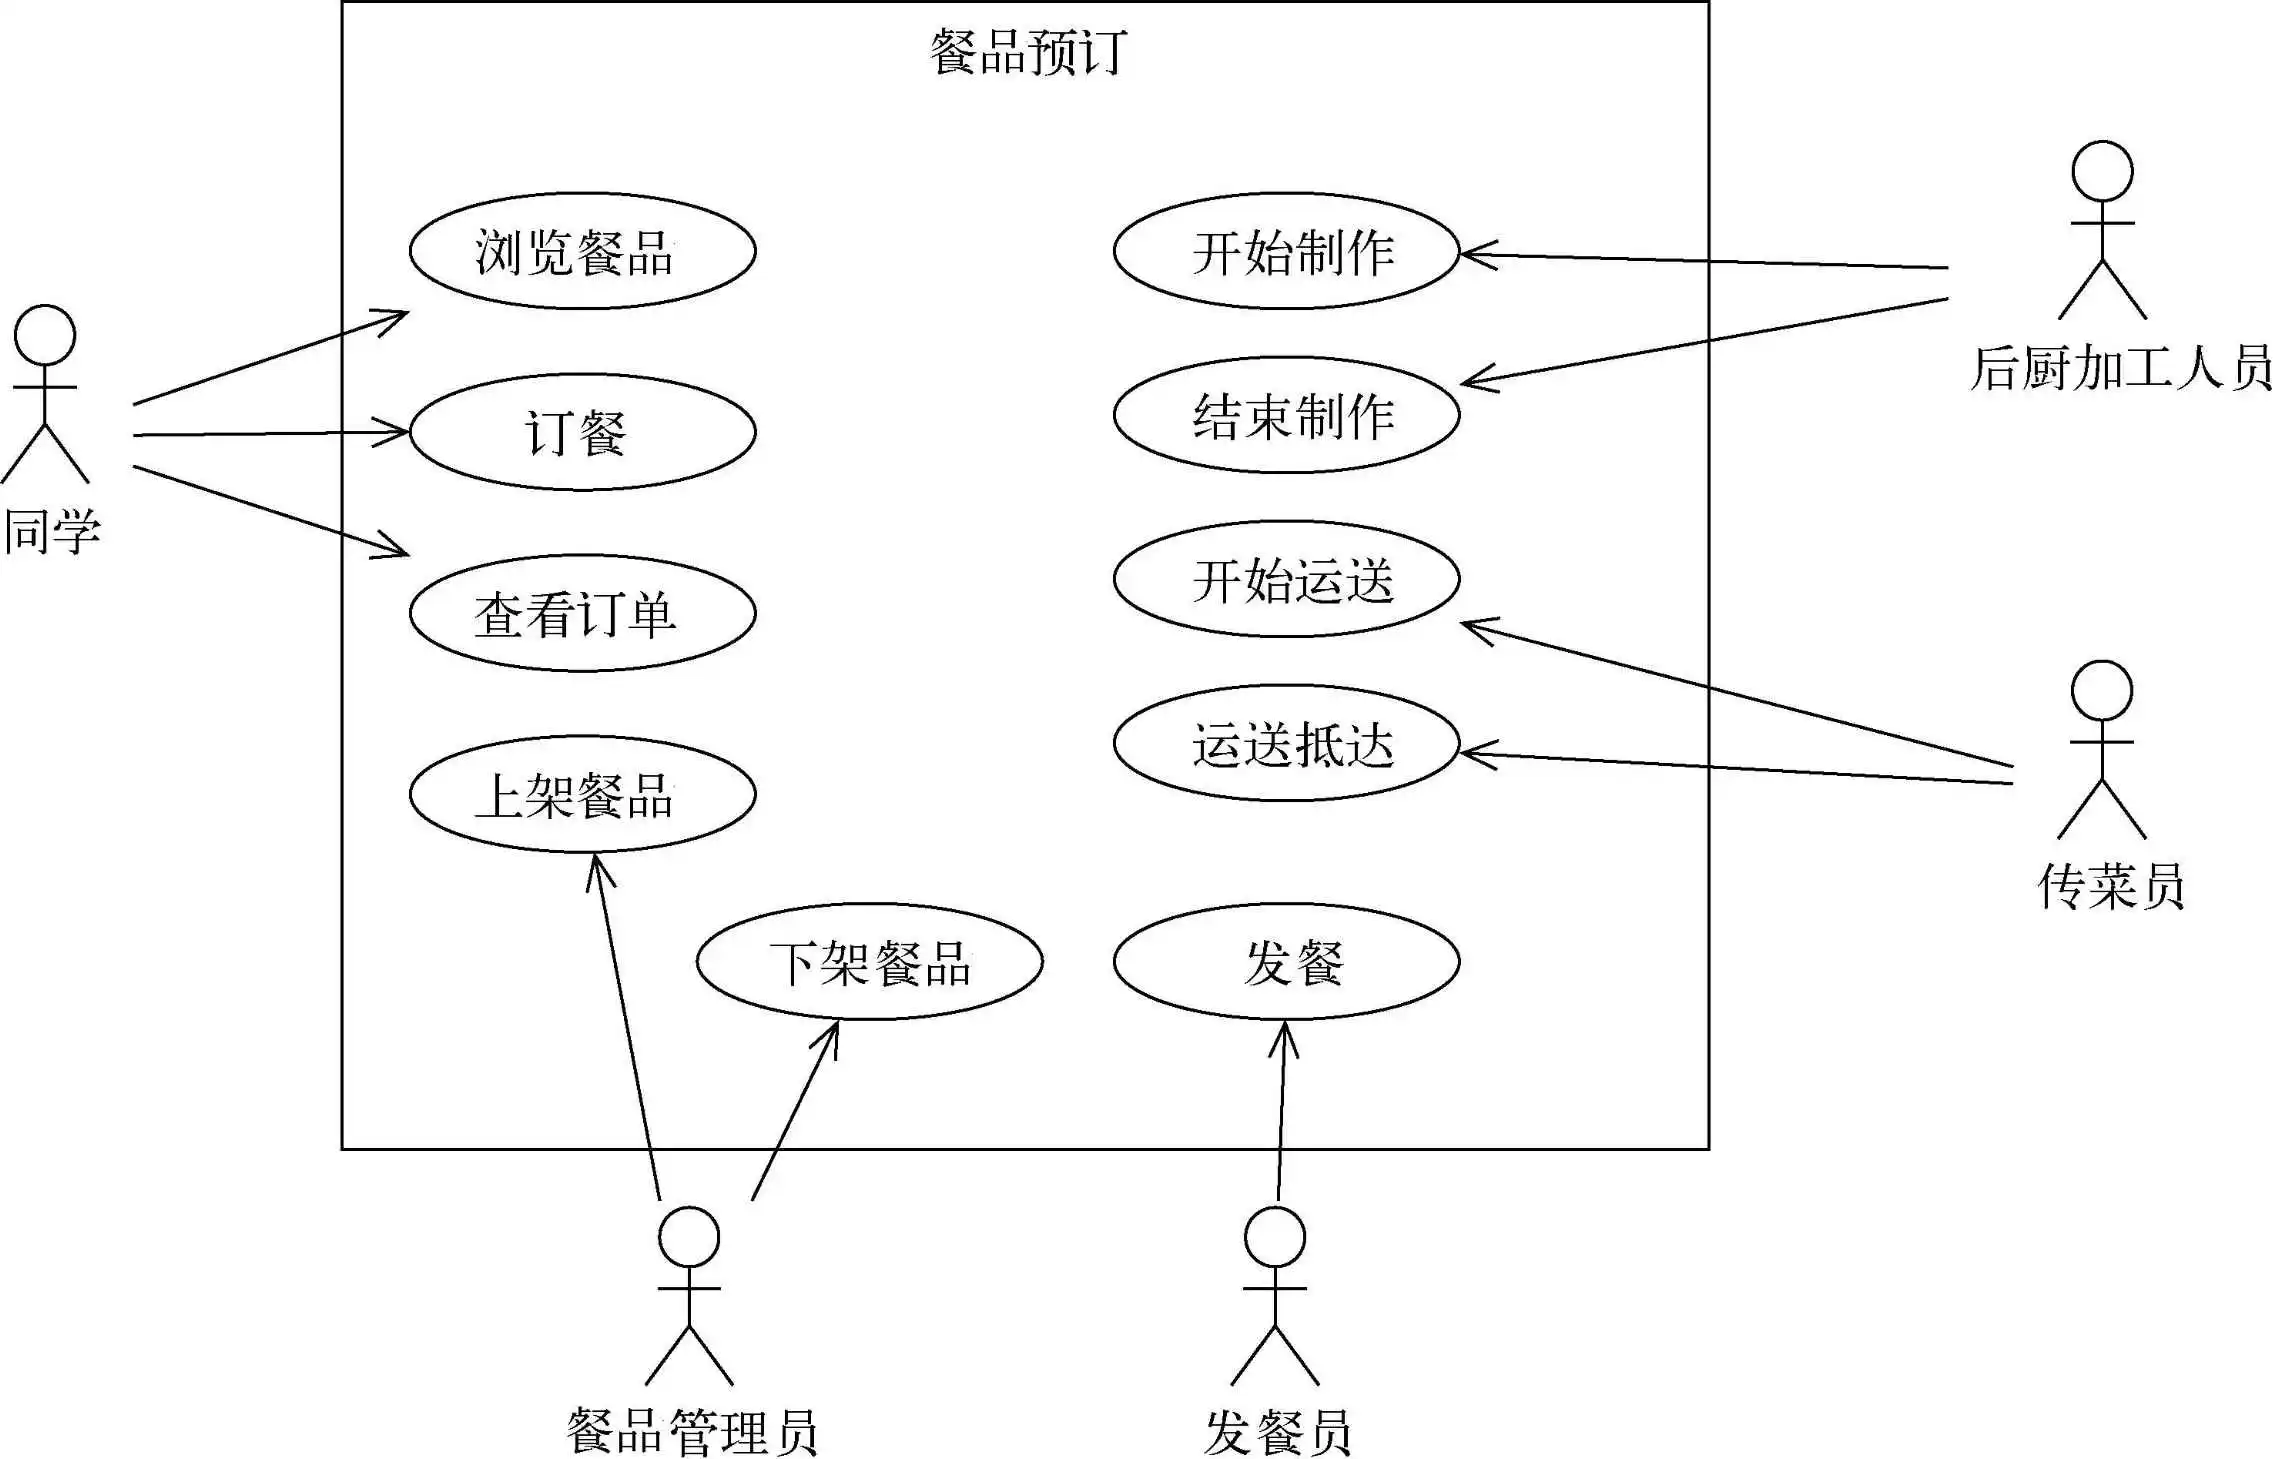 餐品预订
浏览餐品
开始制作
后厨加工人员
订餐
结束制作
同学
查看订单
开始运送
上架餐品
运送抵达
传菜员
下架餐品
发餐
餐品管理员
发餐员